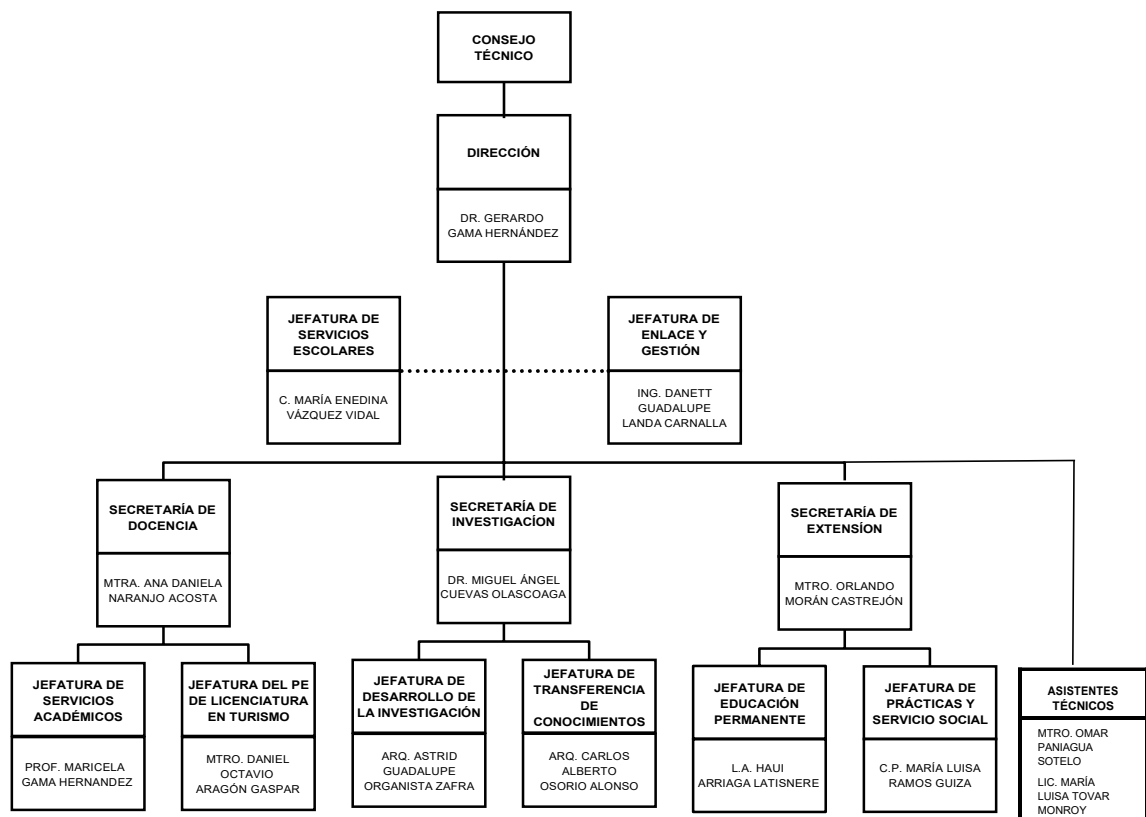 CONSEJO
TÉCNICO
DIRECCIÓN
DR. GERARDO
GAMA HERNÁNDEZ
JEFATURA DE
SERVICIOS
ESCOLARES
C. MARÍA ENEDINA
VÁZQUEZ VIDAL
JEFATURA DE
ENLACE Y
GESTIÓN
ING. DANETT
GUADALUPE
LANDA CARNALLA
SECRETARÍA DE
DOCENCIA
MTRA. ANA DANIELA
NARANJO ACOSTA
SECRETARÍA DE
INVESTIGACÍON
DR. MIGUEL ÁNGEL
CUEVAS OLASCOAGA
SECRETARÍA DE
EXTENSÍON
MTRO. ORLANDO
MORÁN CASTREJÓN
JEFATURA DE
SERVICIOS
ACADÉMICOS
PROF. MARICELA
GAMA HERNANDEZ
JEFATURA DEL PE
DE LICENCIATURA
EN TURISMO
MTRO. DANIEL
OCTAVIO
ARAGÓN GASPAR
JEFATURA DE
DESARROLLO DE
LA INVESTIGACIÓN
ARQ. ASTRID
GUADALUPE
ORGANISTA ZAFRA
JEFATURA DE
TRANSFERENCIA
DE
CONOCIMIENTOS
ARQ. CARLOS
ALBERTO
OSORIO ALONSO
JEFATURA DE
EDUCACIÓN
PERMANENTE
L.A. HAUI
ARRIAGA LATISNERE
JEFATURA DE
PRÁCTICAS Y
SERVICIO SOCIAL
C.P. MARÍA LUISA
RAMOS GUIZA
ASISTENTES
TÉCNICOS
MTRO. OMAR
PANIAGUA
SOTELO
LIC. MARÍA
LUISA TOVAR
MONROY